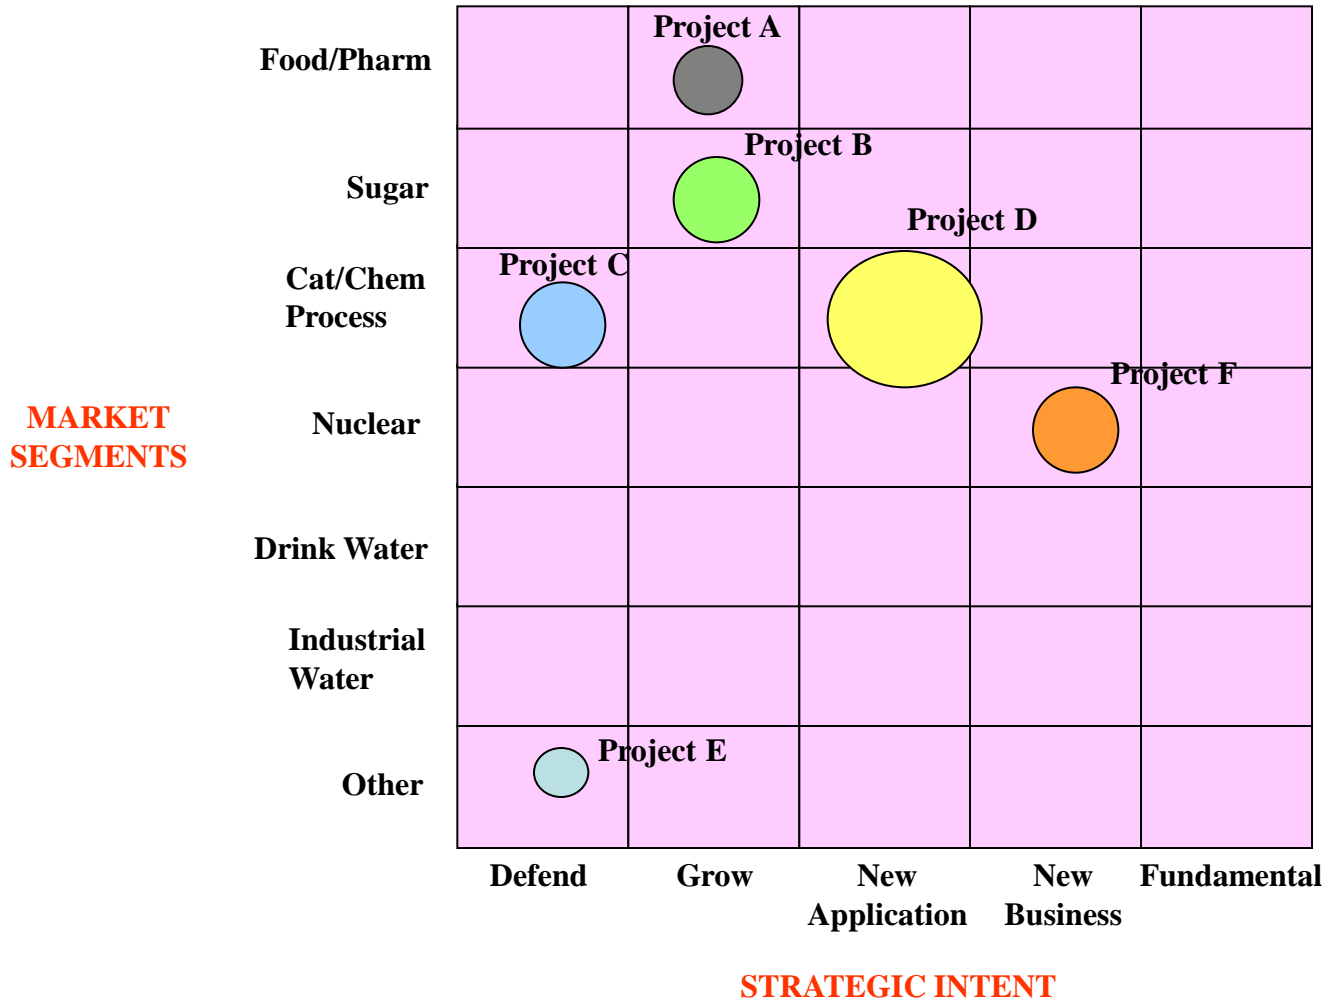 Project A
Food/Pharm
Project B
Sugar
Project D
Project C
Cat/Chem
Process
Project F
MARKET
SEGMENTS
Nuclear
Drink Water
Industrial
Water
Project E
Other
Defend
Grow
New
Application
New
Business
Fundamental
STRATEGIC INTENT